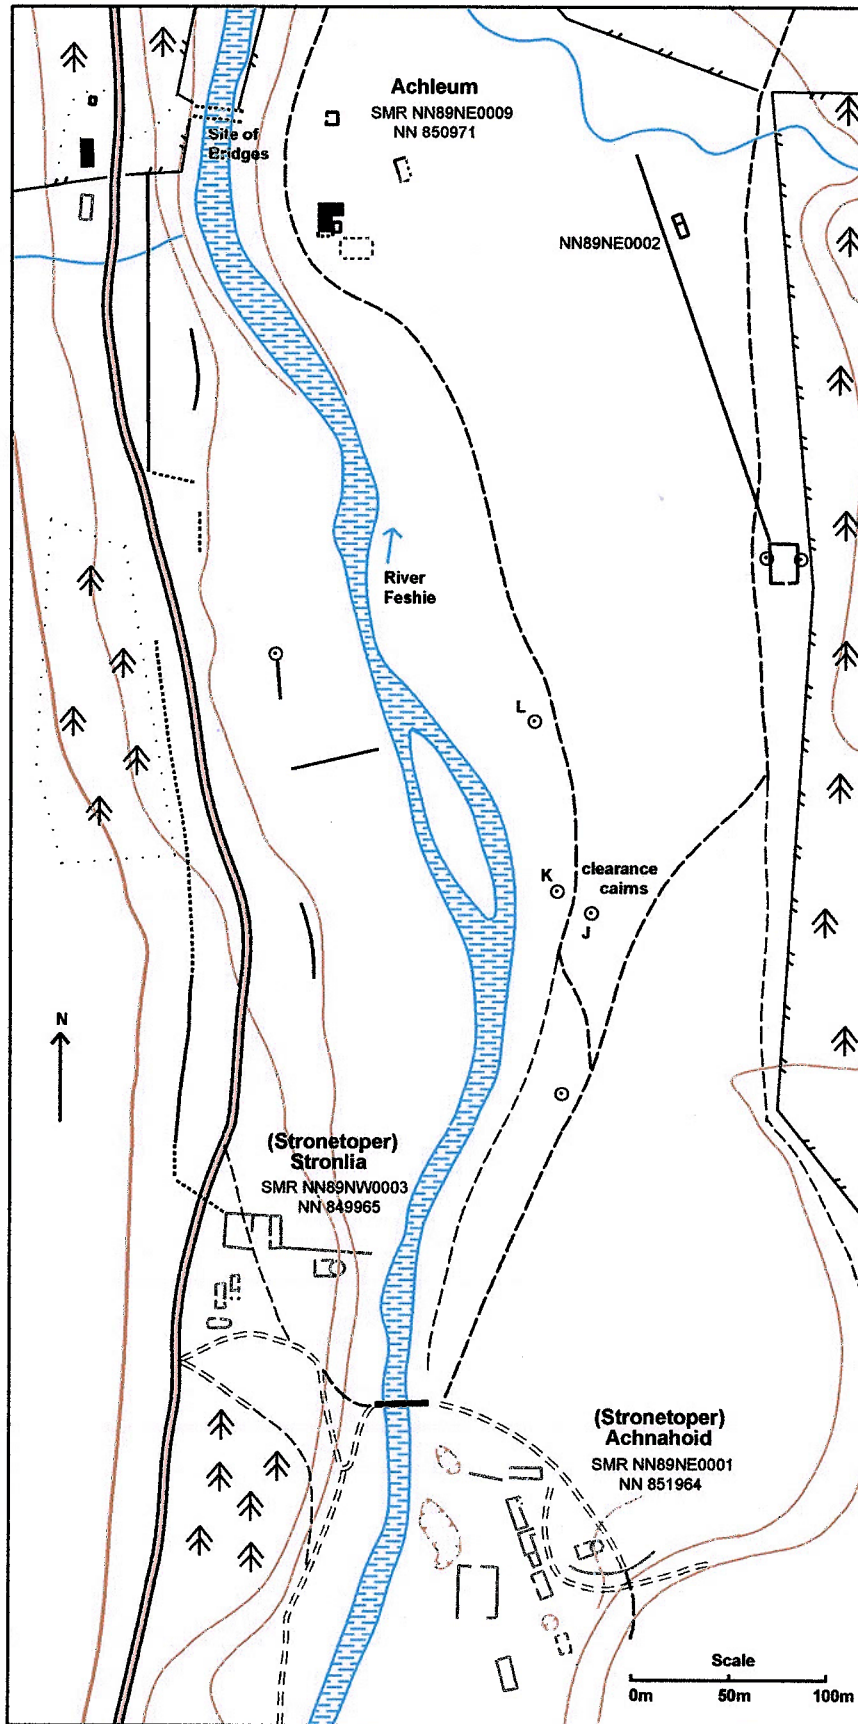 Achleum
SMR NN89NE0009
NN 850971
Site of
Bridges
NN89NE0002
River
Feshie
L
K
clearance
cairns
J
N
(Stronetoper)
Stronlia
SMR NN89NW0003
NN 849965
(Stronetoper)
Achnahoid
SMR NN89NE0001
NN 851964
Scale
0m 50m 100m